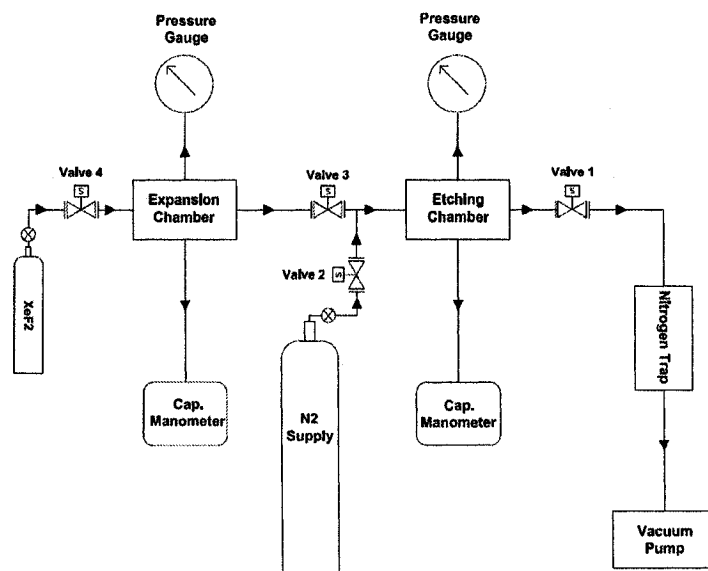 Pressure
Gauge
Pressure
Gauge
Valve 4
S
Expansion
Chamber
Valve 3
S
Etching
Chamber
Valve 1
S
XeF2
Valve 2
S
Nitrogen Trap
Cap.
Manometer
N2
Supply
Cap.
Manometer
Vacuum
Pump